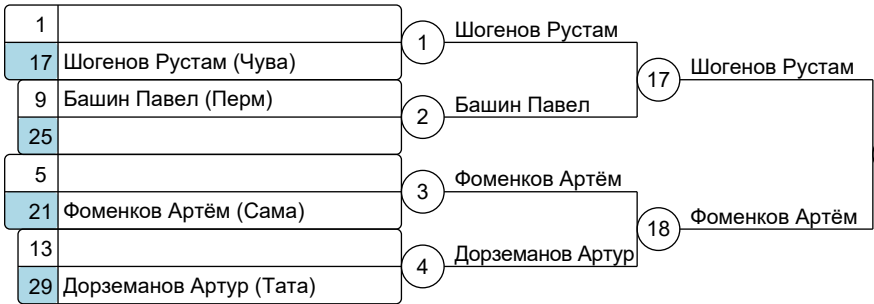 1
17 Шогенов Рустам (Чува)
1
Шогенов Рустам
9 Башин Павел (Перм)
25
2
Башин Павел
17
Шогенов Рустам
5
21 Фоменков Артём (Сама)
3
Фоменков Артём
13
29 Дорземанов Артур (Тата)
4
Дорземанов Артур
18
Фоменков Артём